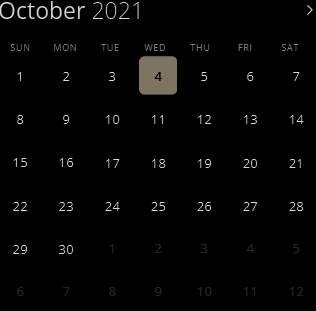 October 2021
SUN MON TUE WED THU FRI SAT
1 2 3 4 5 6 7
8 9 10 11 12 13 14
15 16 17 18 19 20 21
22 23 24 25 26 27 28
29 30 1 2 3 4 5
6 7 8 9 10 11 12